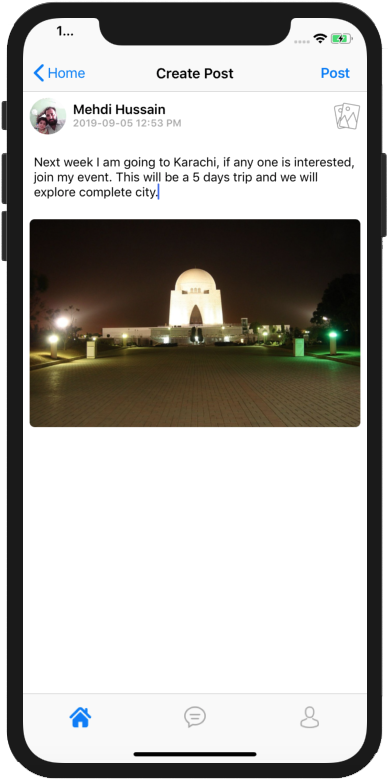 1...
Home
Create Post
Post
Mehdi Hussain
2019-09-05 12:53 PM
Next week I am going to Karachi, if any one is interested,
join my event. This will be a 5 days trip and we will
explore complete city.